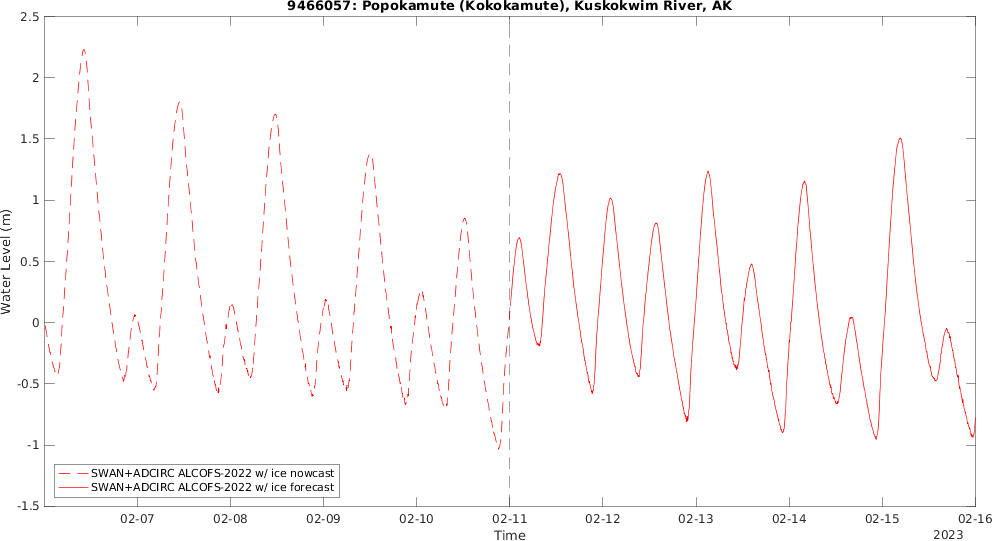 9466057: Popokamute (Kokokamute), Kuskokwim River, AK
2.5
2
1.5
1
0.5
0
-0.5
-1
-1.5
Water Level (m)
SWAN+ADCIRC ALCOFS-2022 w/ ice nowcast
SWAN+ADCIRC ALCOFS-2022 w/ ice forecast
02-07 02-08 02-09 02-10 02-11 02-12 02-13 02-14 02-15 02-16
Time
2023